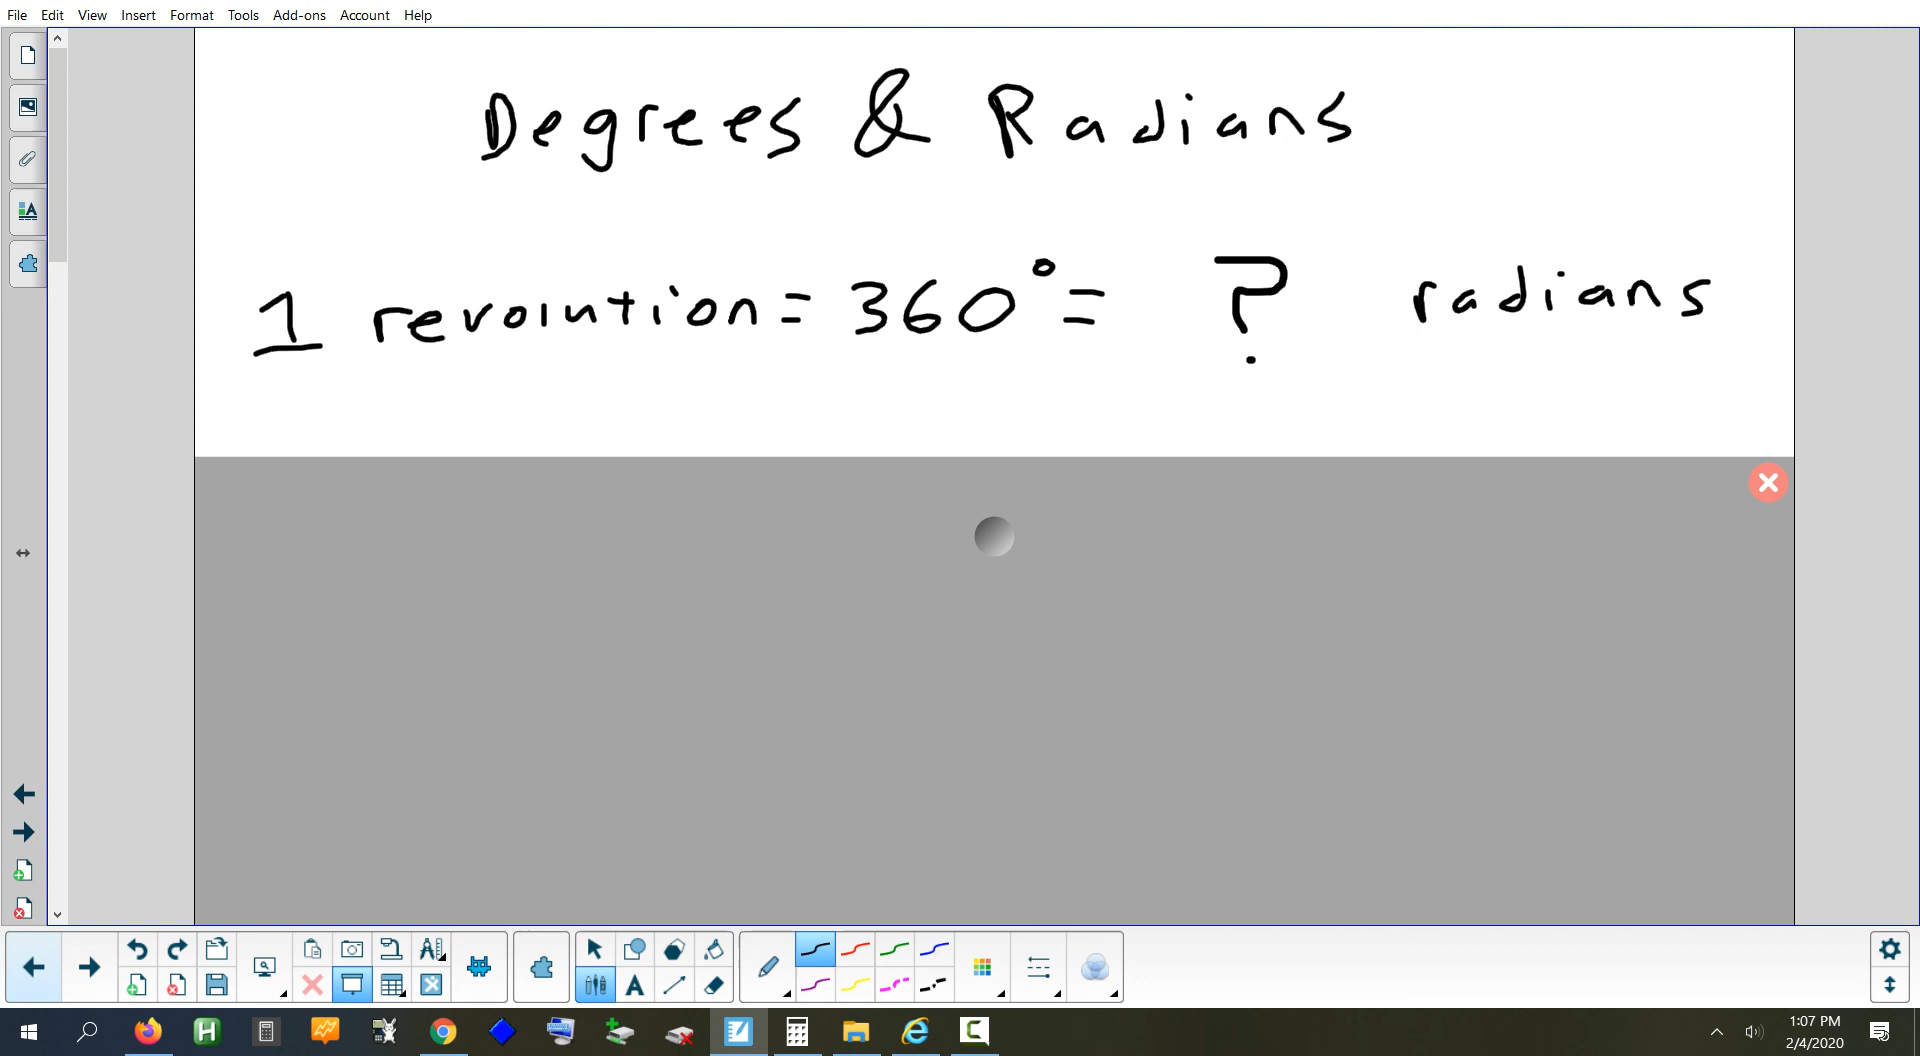 File Edit View Insert Format Tools Add-ons Account Help
Degrees & Radians
1 revolution = 360° = ? radians
1:07 PM
2/4/2020